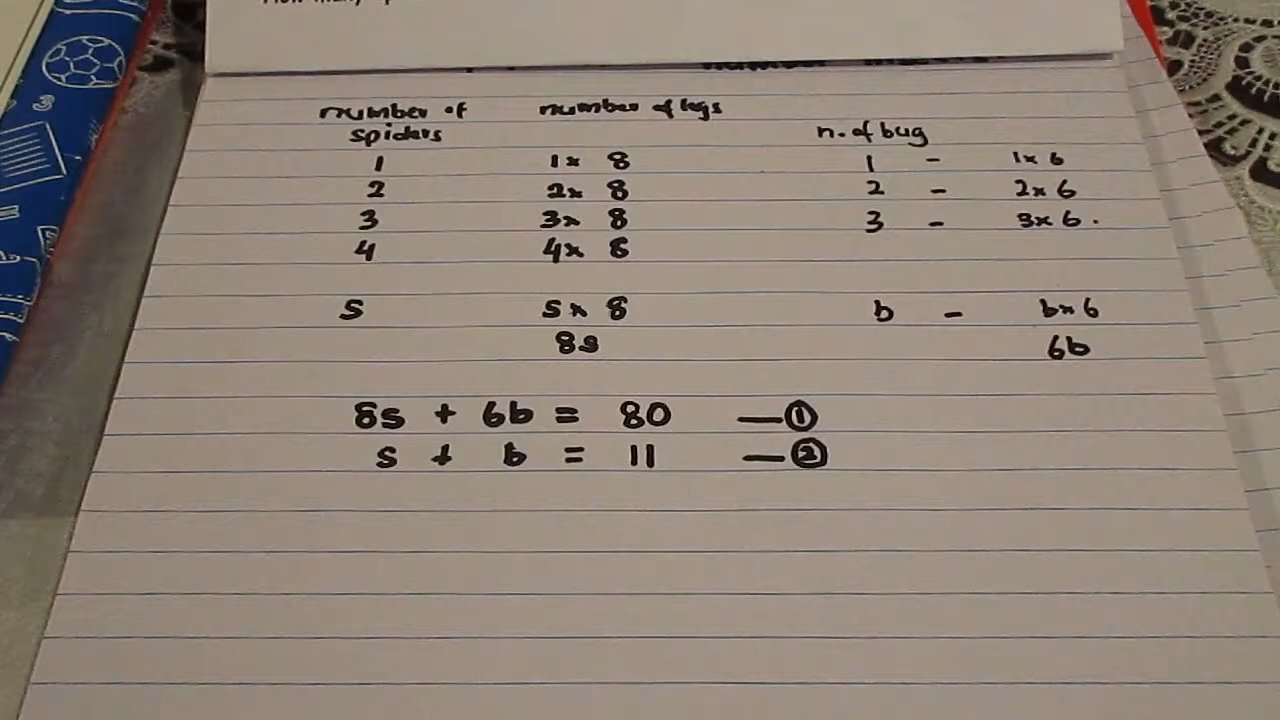 How many
number of number of legs
spiders n. of bug
1 1x 8 1 - 1x 6
2 2x 8 2 - 2x 6
3 3x 8 3 - 3x 6.
4 4x 8
s s x 8 b - bx 6
8s 6b
8s + 6b = 80 —①
s + b = 11 —②